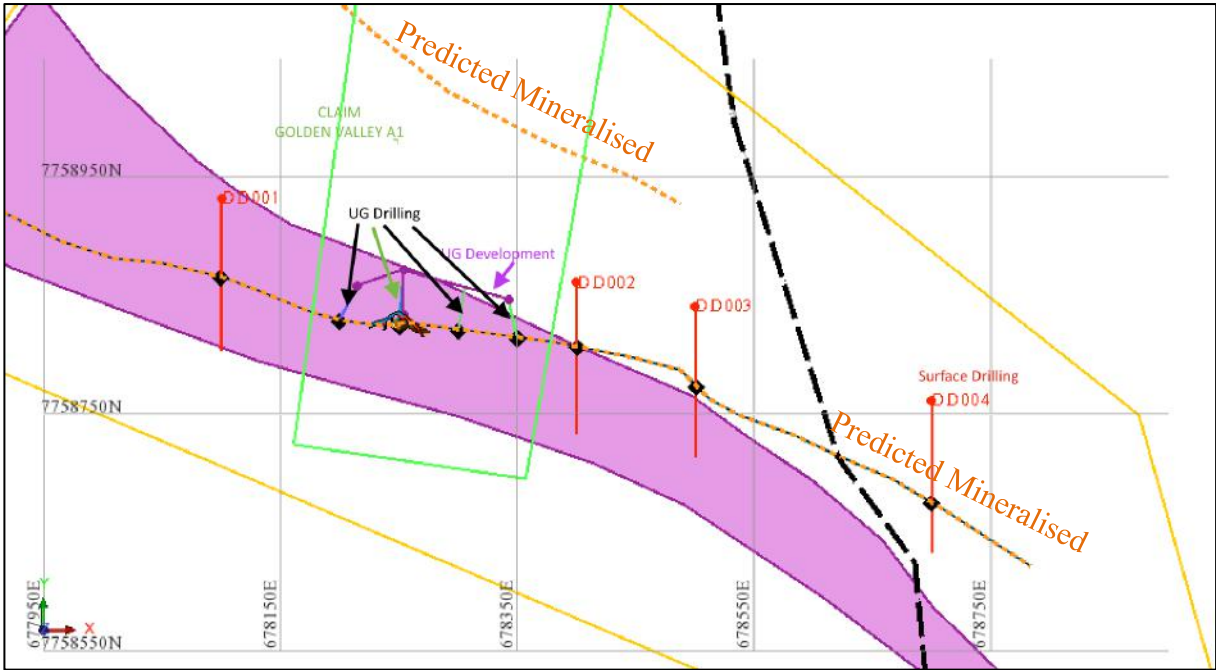 Predicted Mineralised
CLAIM
GOLDEN VALLEY A1
7758950N
DD001
UG Drilling
UG Development
DD002
DD003
Surface Drilling
DD004
7758750N
Predicted Mineralised
677950E
678150E
678350E
678550E
678750E
Y
X
7758550N